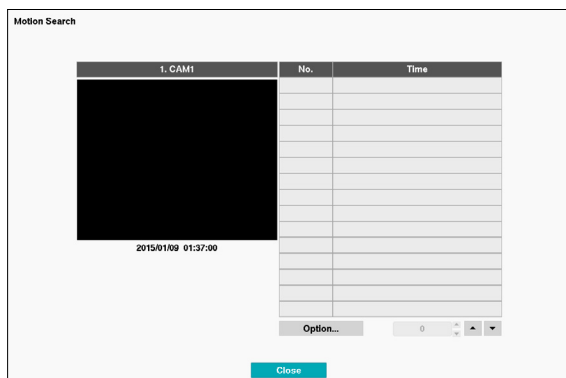 Motion Search
1. CAM1 No. Time
2015/01/09 01:37:00
Option... 0
Close